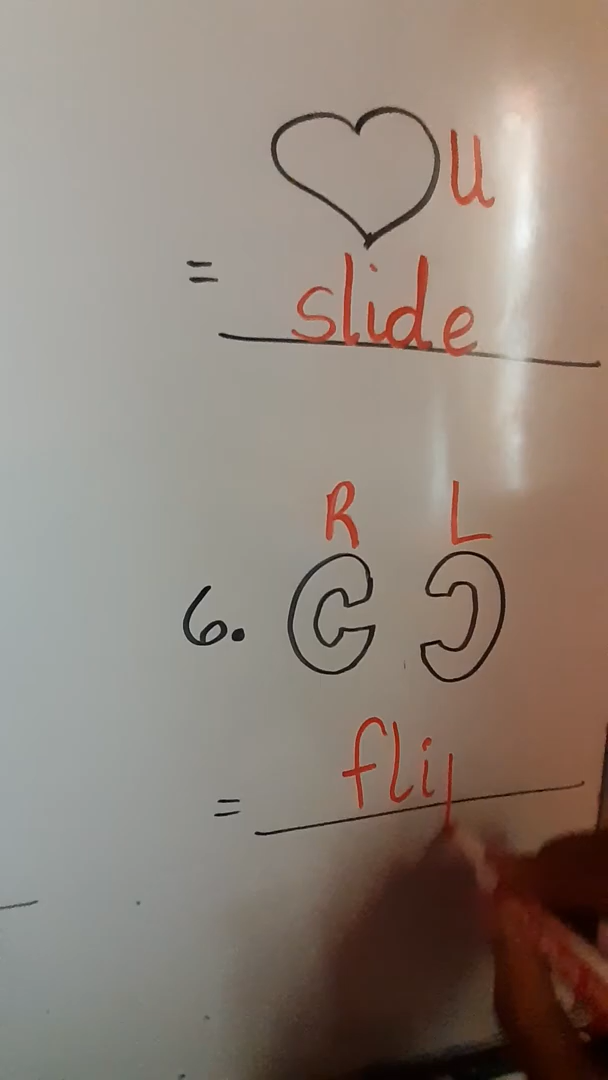 u
= slide
R L
6.
= fli